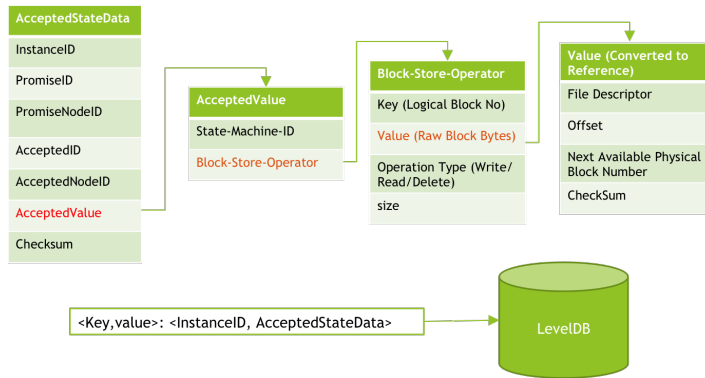 AcceptedStateData
InstanceID
PromiseID
PromiseNodeID
AcceptedID
AcceptedNodeID
AcceptedValue
Checksum
AcceptedValue
State-Machine-ID
Block-Store-Operator
Block-Store-Operator
Key (Logical Block No)
Value (Raw Block Bytes)
Operation Type (Write/
Read/Delete)
size
Value (Converted to
Reference)
File Descriptor
Offset
Next Available Physical
Block Number
CheckSum
<Key,value>: <InstanceID, AcceptedStateData>
LevelDB